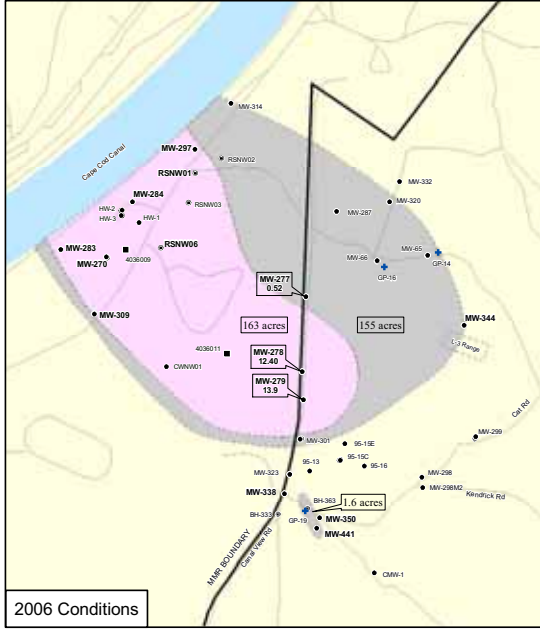 MW-314
Cape Cod Canal
MW-297
RSNW02
RSNW01
MW-332
MW-284
RSNW03
MW-320
HW-2
HW-3
HW-1
MW-287
MW-283
4036009
RSNW06
MW-65
MW-66
GP-14
MW-270
GP-16
MW-277
0.52
MW-309
163 acres
155 acres
MW-344
L-3 Range
4036011
MW-278
12.40
CWNW01
MW-279
13.9
Cat Rd
MW-299
MW-301
95-15E
95-15C
95-13
95-16
MW-323
MW-298
MW-298M2
Kendrick Rd
MW-338
BH-363
1.6 acres
BH-333
GP-19
MW-350
MW-441
Canal View Rd
MMR BOUNDARY
CMW-1
2006 Conditions